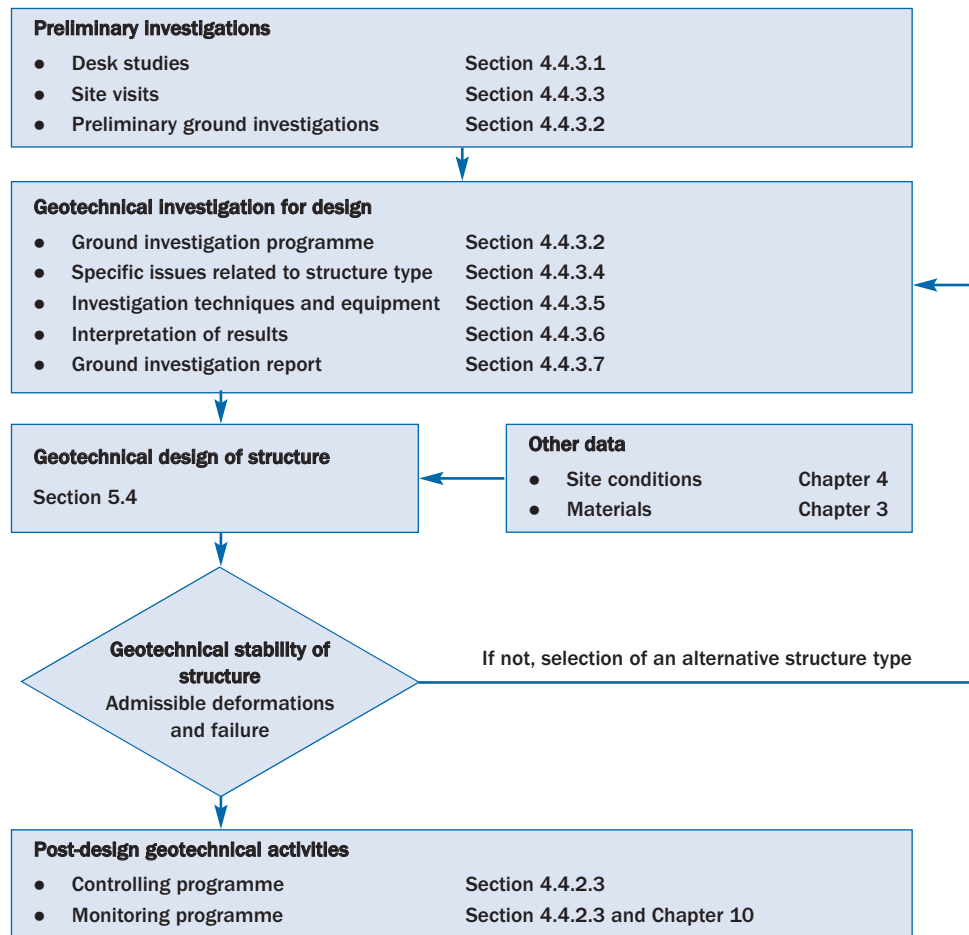 Preliminary investigations
● Desk studies Section 4.4.3.1
● Site visits Section 4.4.3.3
● Preliminary ground investigations Section 4.4.3.2
Geotechnical investigation for design
● Ground investigation programme Section 4.4.3.2
● Specific issues related to structure type Section 4.4.3.4
● Investigation techniques and equipment Section 4.4.3.5
● Interpretation of results Section 4.4.3.6
● Ground investigation report Section 4.4.3.7
Geotechnical design of structure
Section 5.4
Other data
● Site conditions Chapter 4
● Materials Chapter 3
Geotechnical stability of
structure
Admissible deformations
and failure
If not, selection of an alternative structure type
Post-design geotechnical activities
● Controlling programme Section 4.4.2.3
● Monitoring programme Section 4.4.2.3 and Chapter 10